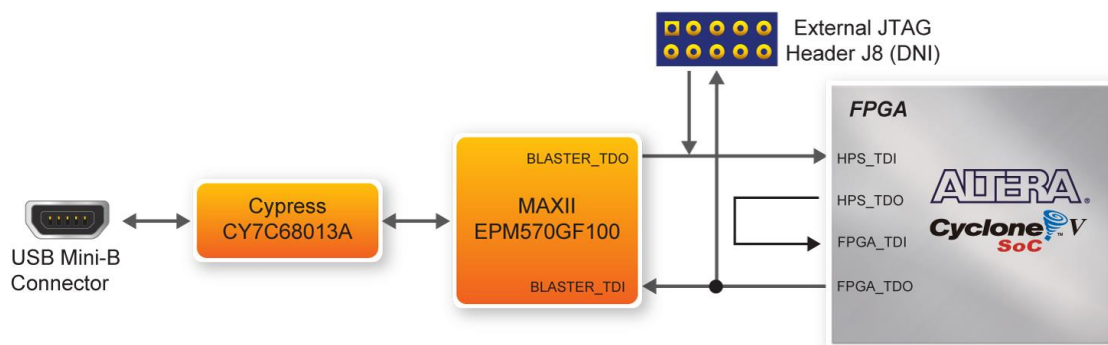 External JTAG
Header J8 (DNI)
FPGA
BLASTER_TDO
HPS_TDI
ALTERA®
Cyclone™ V
SoC
HPS_TDO
Cypress
CY7C68013A
MAXII
EPM570GF100
FPGA_TDI
USB Mini-B
Connector
BLASTER_TDI
FPGA_TDO